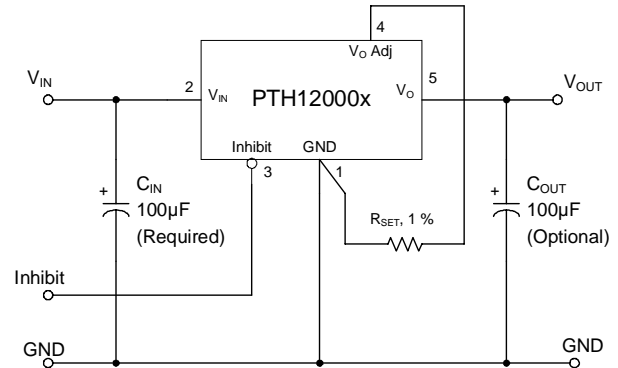 4
V_O Adj
V_IN
2
V_IN
PTH12000x
V_O
5
V_OUT
Inhibit
GND
3
1
+
C_IN
100µF
(Required)
R_SET, 1 %
+
C_OUT
100µF
(Optional)
Inhibit
GND
GND